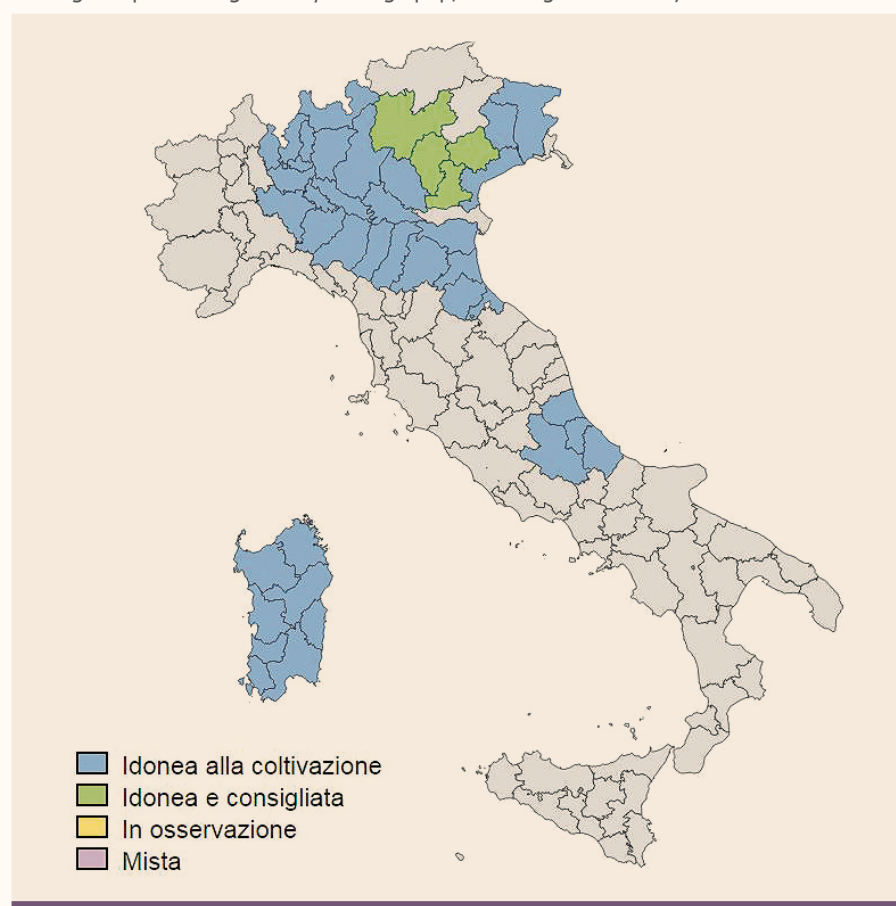 Idonea alla coltivazione
Idonea e consigliata
In osservazione
Mista